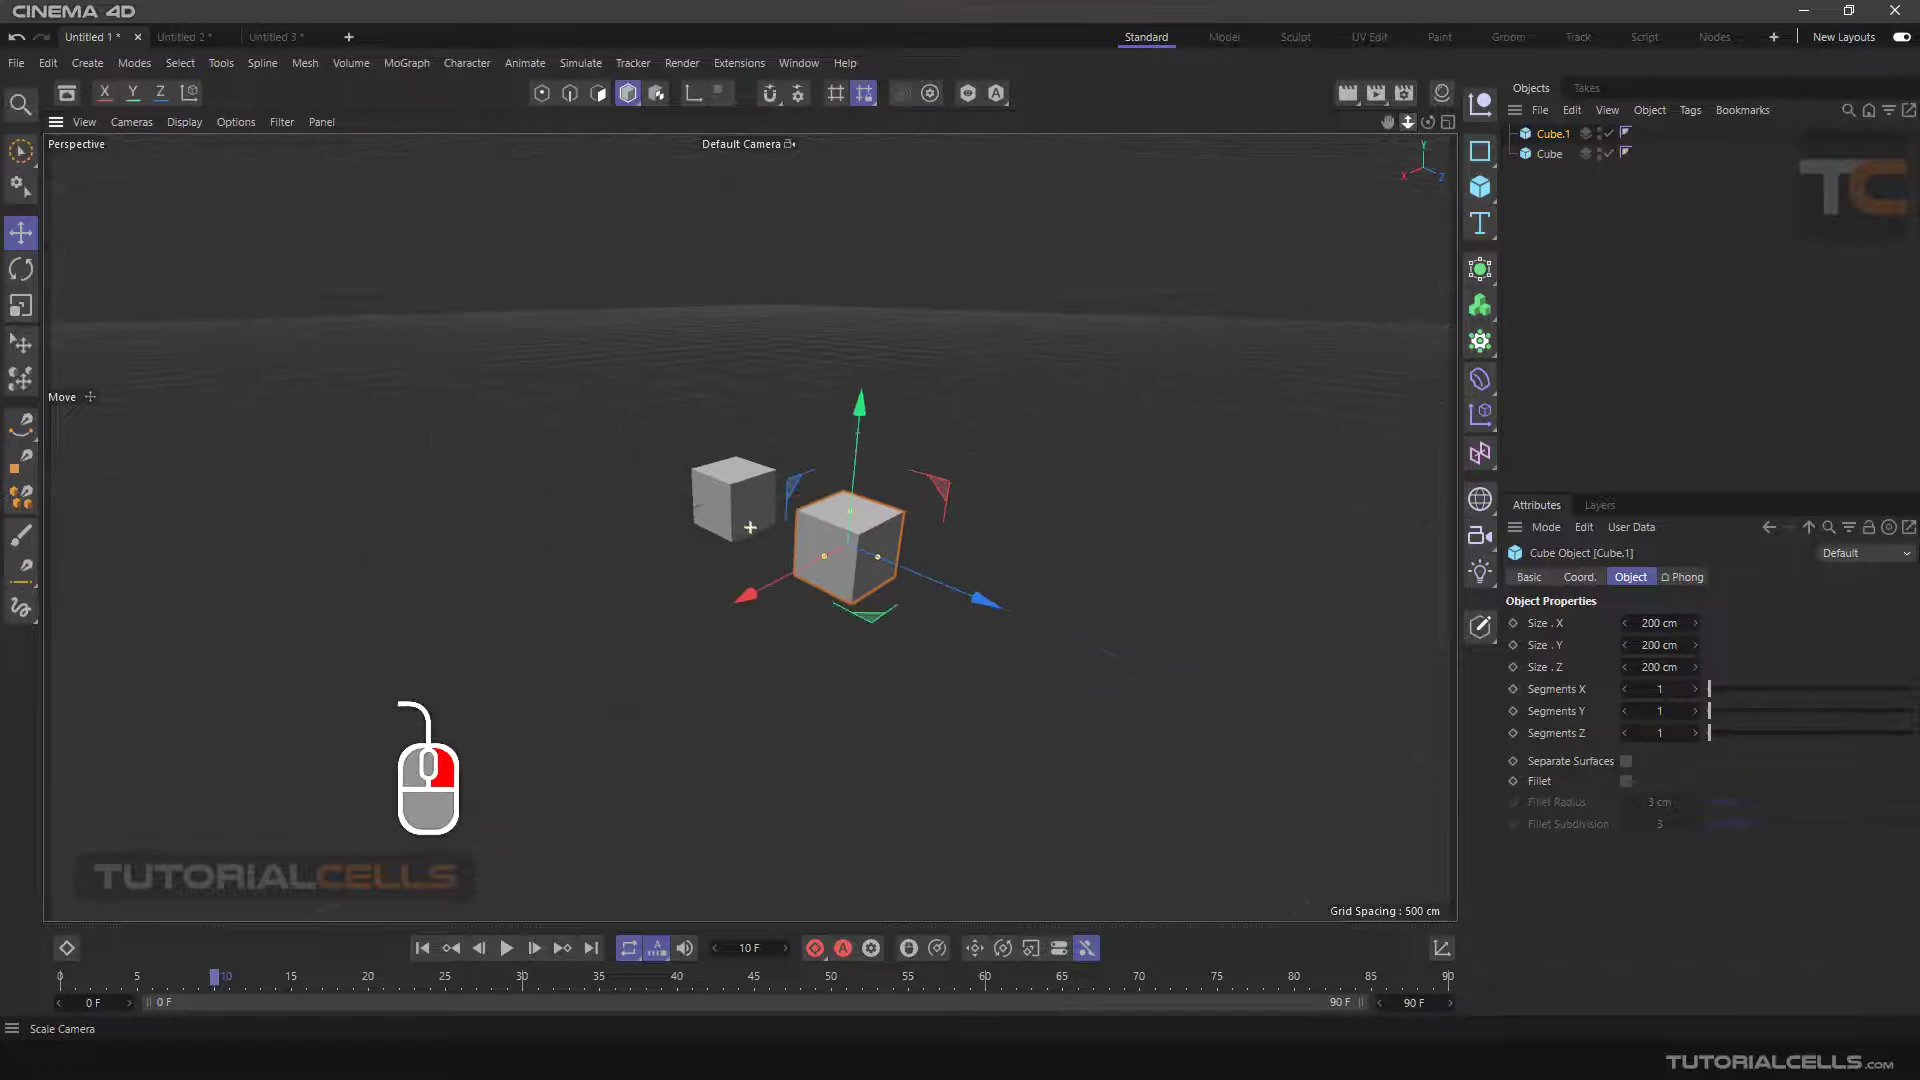 CINEMA 4D
Untitled 1 *
Untitled 2 *
Untitled 3 *
Standard
Model
Sculpt
UV Edit
Paint
Groom
Track
Script
Nodes
New Layouts
File Edit Create Modes Select Tools Spline Mesh Volume MoGraph Character Animate Simulate Tracker Render Extensions Window Help
X Y Z
View Cameras Display Options Filter Panel
Perspective
Default Camera
Y
X
Z
Move
Grid Spacing : 500 cm
TUTORIALCELLS
Objects
Takes
File Edit View Object Tags Bookmarks
Cube.1
Cube
TC
Attributes
Layers
Mode Edit User Data
Cube Object [Cube.1]
Default
Basic
Coord.
Object
Phong
Object Properties
Size . X 200 cm
Size . Y 200 cm
Size . Z 200 cm
Segments X 1
Segments Y 1
Segments Z 1
Separate Surfaces
Fillet
Fillet Radius 3 cm
Fillet Subdivision 3
10 F
0 5 10 15 20 25 30 35 40 45 50 55 60 65 70 75 80 85 90
0 F
0 F
90 F
90 F
Scale Camera
TUTORIALCELLS.COM